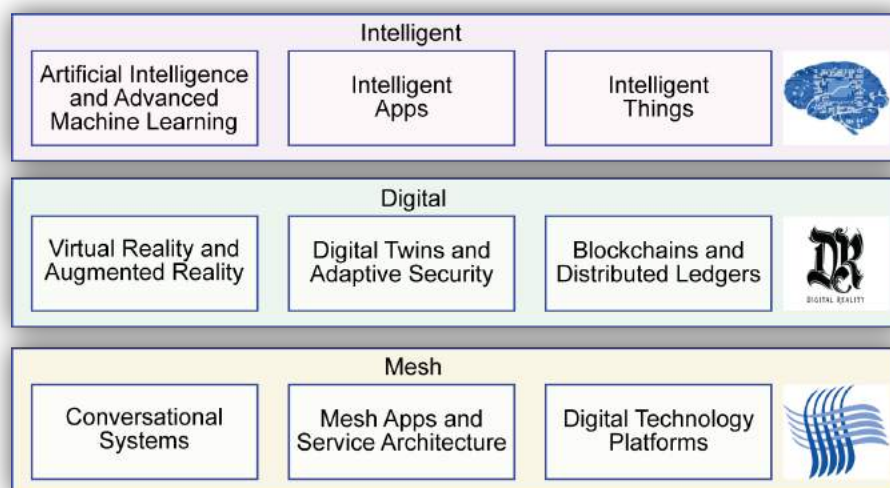 Intelligent
Artificial Intelligence
and Advanced
Machine Learning
Intelligent
Apps
Intelligent
Things
Digital
Virtual Reality and
Augmented Reality
Digital Twins and
Adaptive Security
Blockchains and
Distributed Ledgers
DR
DIGITAL REALITY
Mesh
Conversational
Systems
Mesh Apps and
Service Architecture
Digital Technology
Platforms